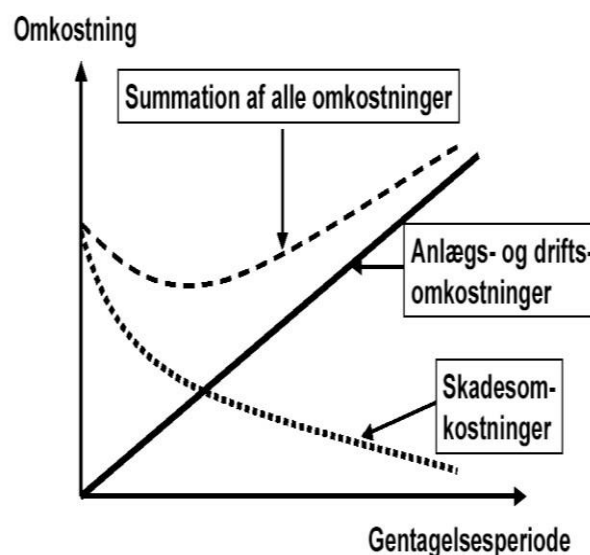 Omkostning
Summation af alle omkostninger
Anlægs- og drifts-
omkostninger
Skadesom-
kostninger
Gentagelsesperiode